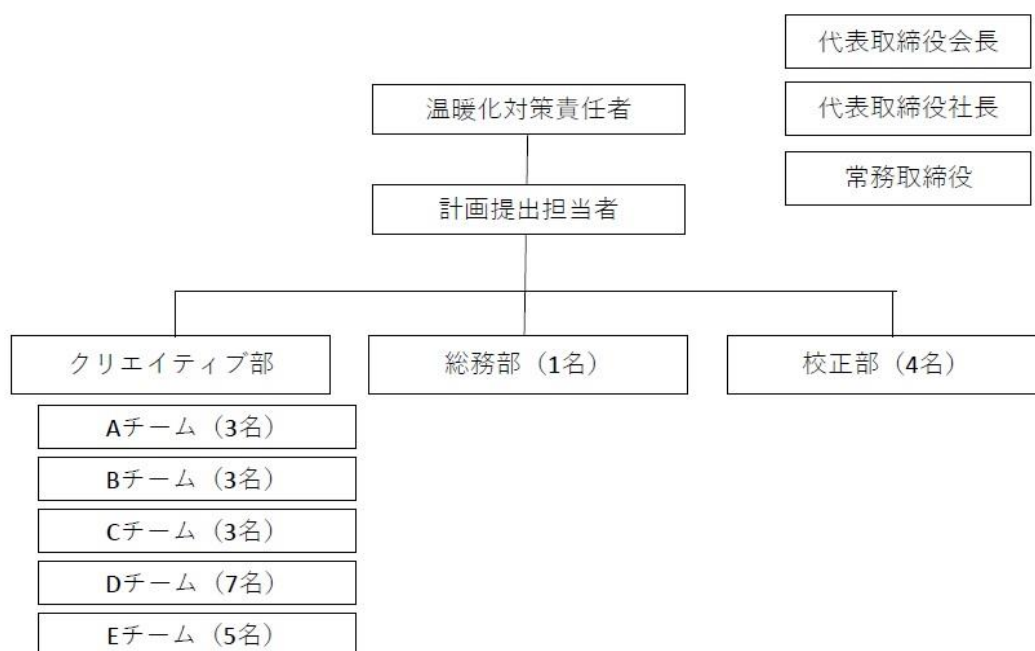 代表取締役会長
温暖化対策責任者
代表取締役社長
常務取締役
計画提出担当者
クリエイティブ部
総務部（1名）
校正部（4名）
Aチーム（3名）
Bチーム（3名）
Cチーム（3名）
Dチーム（7名）
Eチーム（5名）